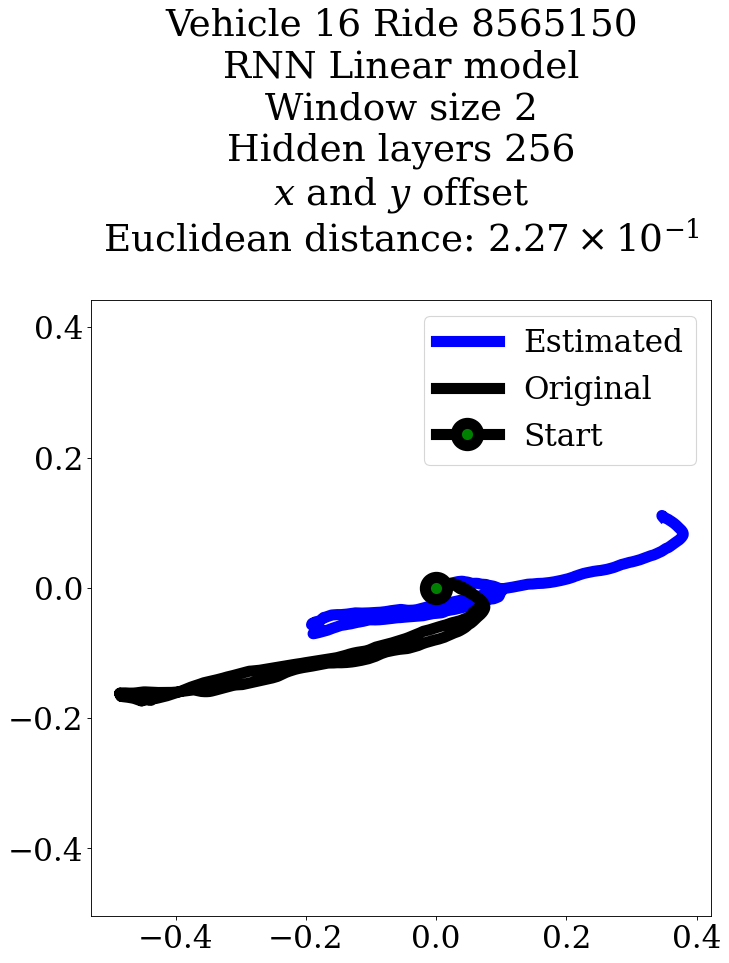 Vehicle 16 Ride 8565150
RNN Linear model
Window size 2
Hidden layers 256
x and y offset
Euclidean distance: 2.27 × 10⁻¹
Estimated
Original
Start
0.4
0.2
0.0
−0.2
−0.4
−0.4 −0.2 0.0 0.2 0.4